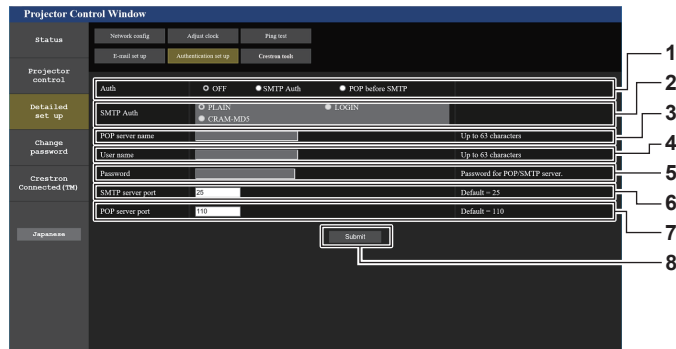 Projector Control Window
Status
Network config
Adjust clock
Ping test
E-mail set up
Authentication set up
Crestron tools
Projector
control
Detailed
set up
Change
password
Crestron
Connected(TM)
Japanese
Auth
OFF
SMTP Auth
POP before SMTP
1
SMTP Auth
PLAIN
LOGIN
CRAM-MD5
2
POP server name
Up to 63 characters
3
User name
Up to 63 characters
4
Password
Password for POP/SMTP server.
5
SMTP server port
25
Default = 25
6
POP server port
110
Default = 110
7
Submit
8